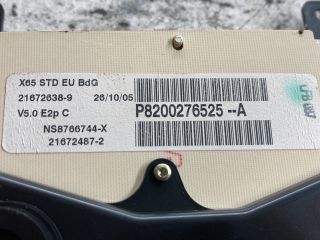 X65 STD EU BdG
21672638-9 26/10/05
V5.0 E2p C
P8200276525--A
NS8766744-X
21672487-2